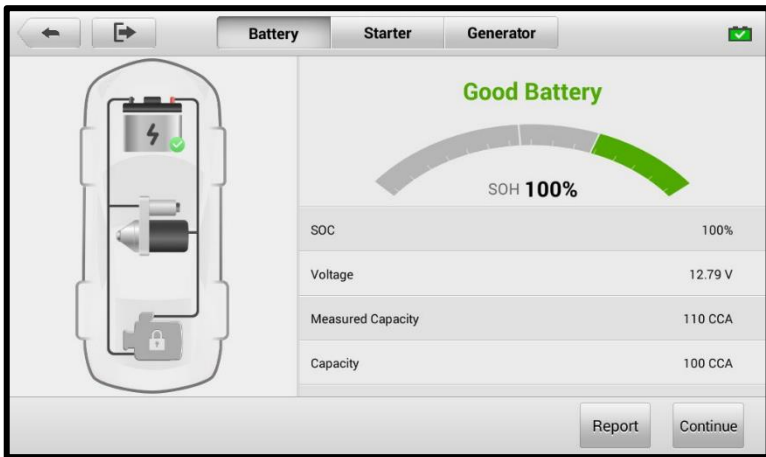 Battery Starter Generator
Good Battery
SOH 100%
SOC 100%
Voltage 12.79 V
Measured Capacity 110 CCA
Capacity 100 CCA
Report Continue